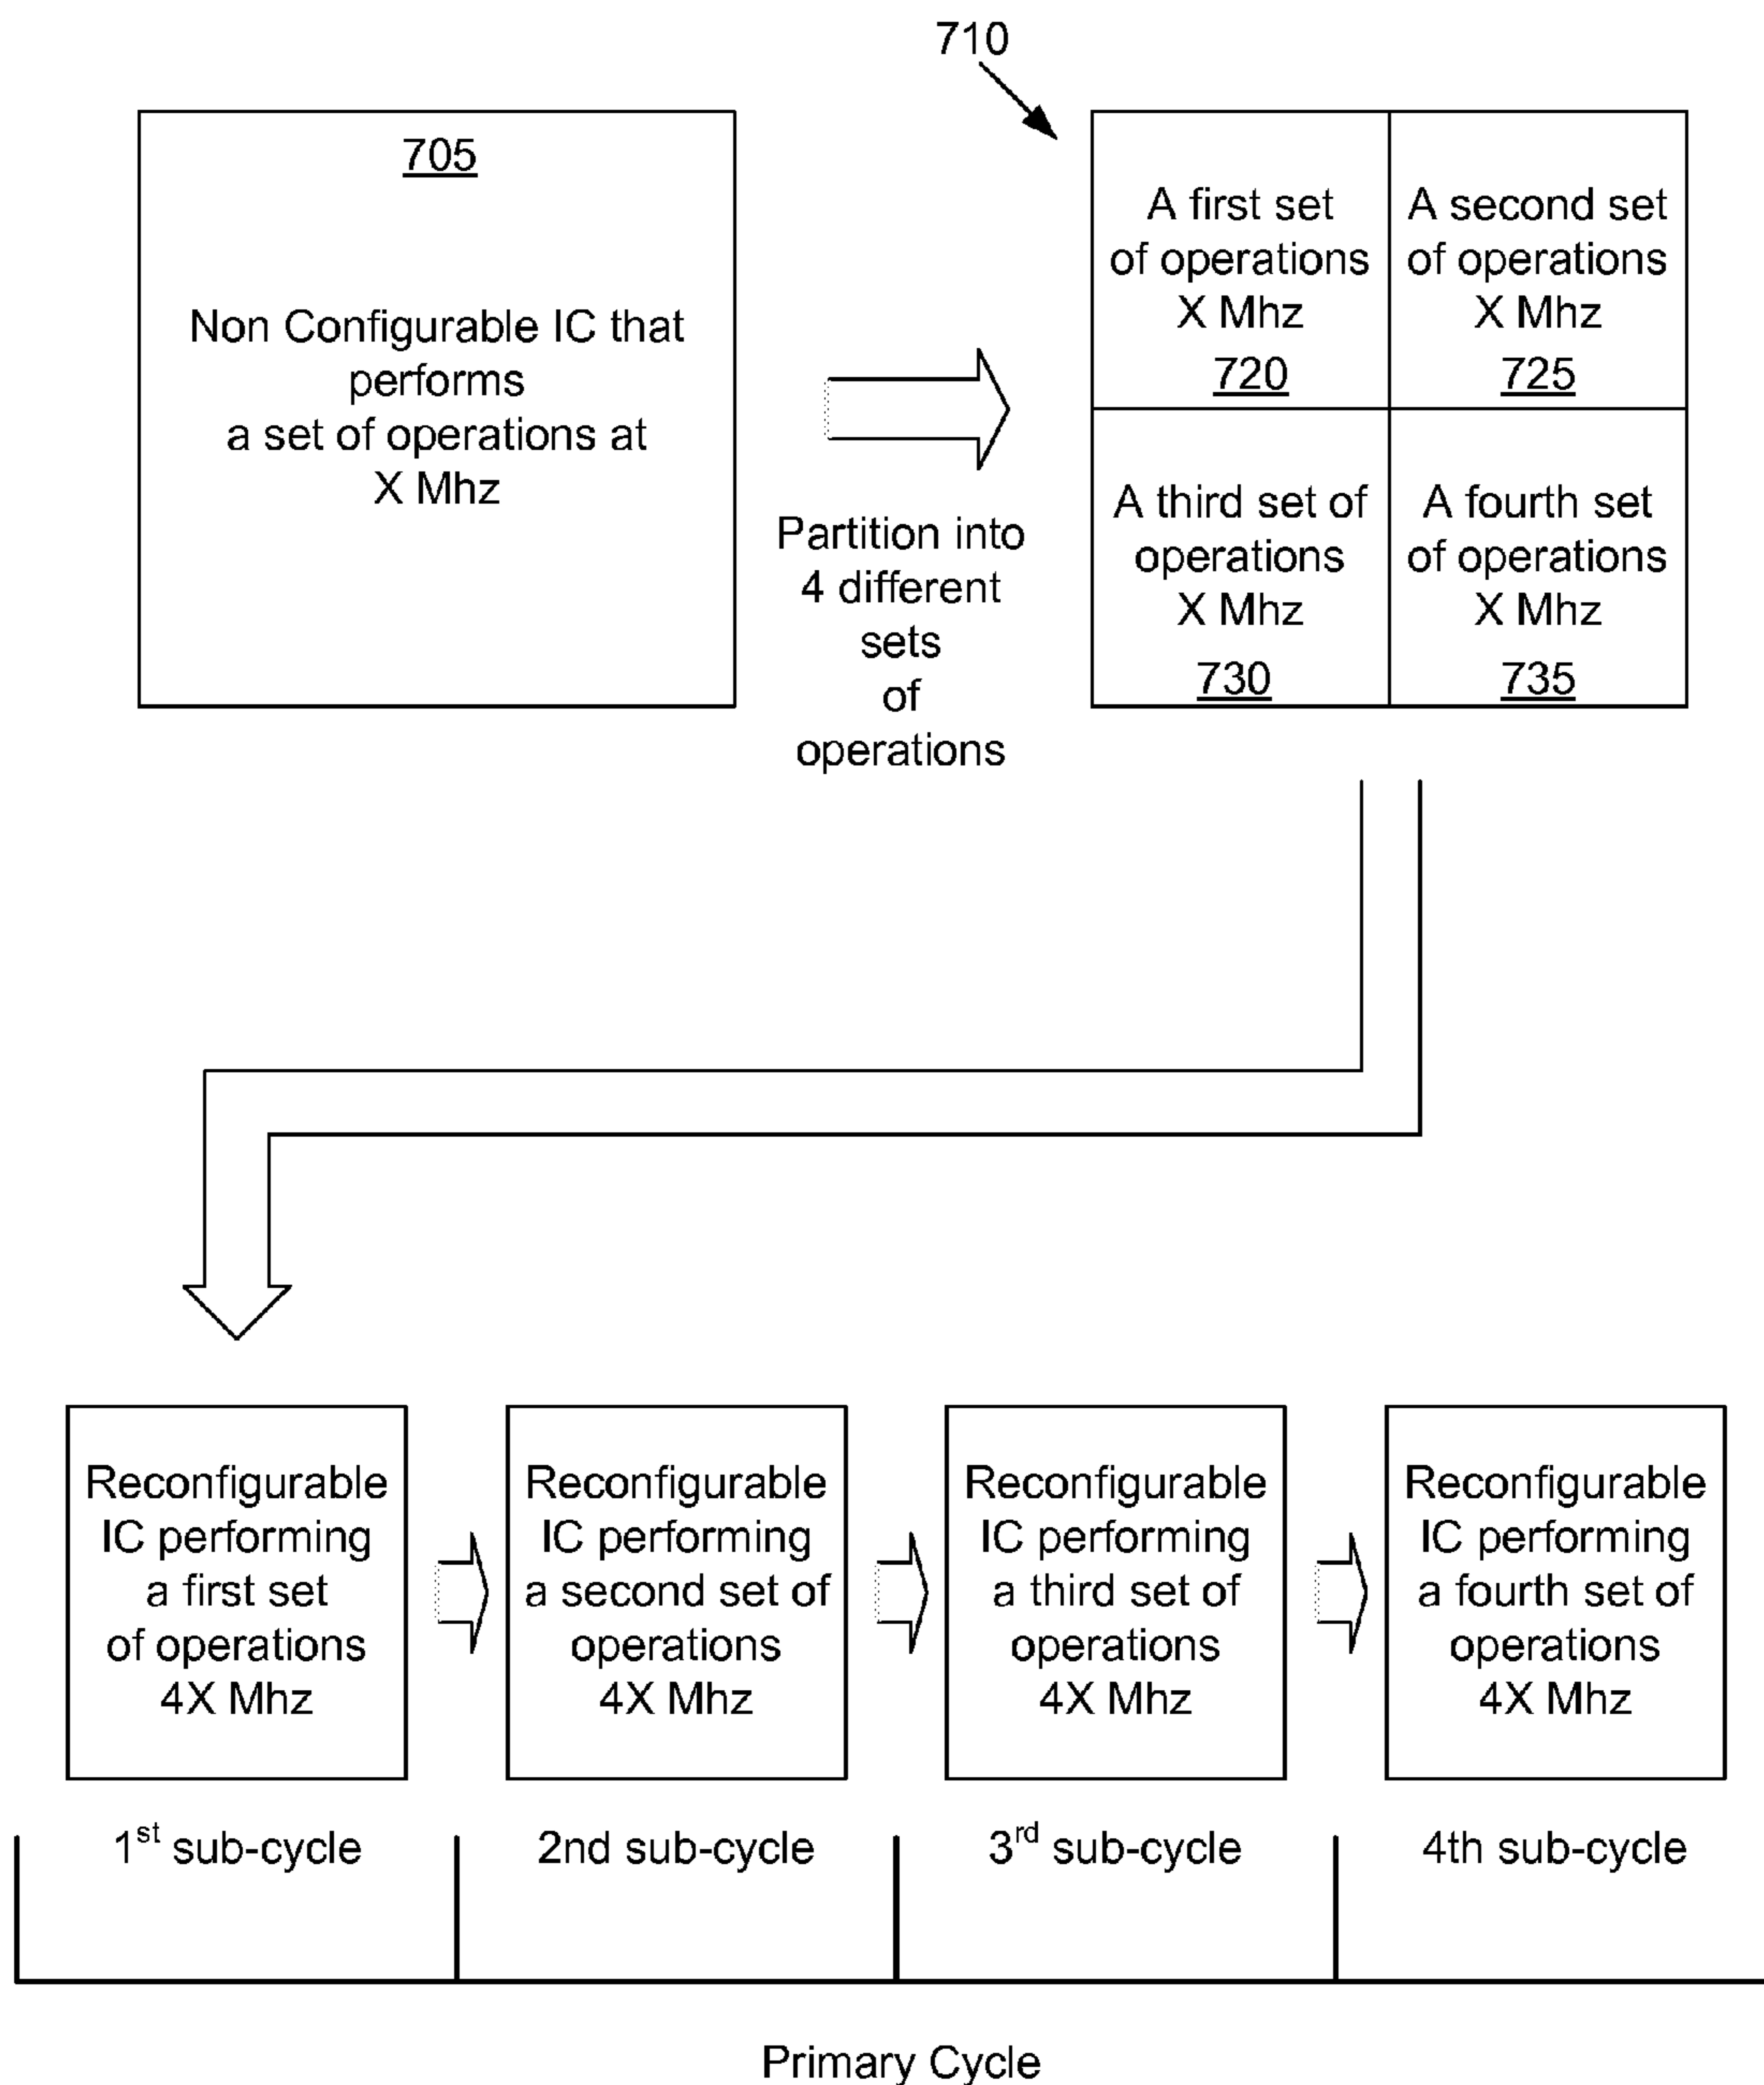 710
705
Non Configurable IC that
performs
a set of operations at
X Mhz
Partition into
4 different
sets
of
operations
A first set
of operations
X Mhz
720
A second set
of operations
X Mhz
725
A third set of
operations
X Mhz
730
A fourth set
of operations
X Mhz
735
Reconfigurable
IC performing
a first set
of operations
4X Mhz
Reconfigurable
IC performing
a second set of
operations
4X Mhz
Reconfigurable
IC performing
a third set of
operations
4X Mhz
Reconfigurable
IC performing
a fourth set of
operations
4X Mhz
1st sub-cycle
2nd sub-cycle
3rd sub-cycle
4th sub-cycle
Primary Cycle